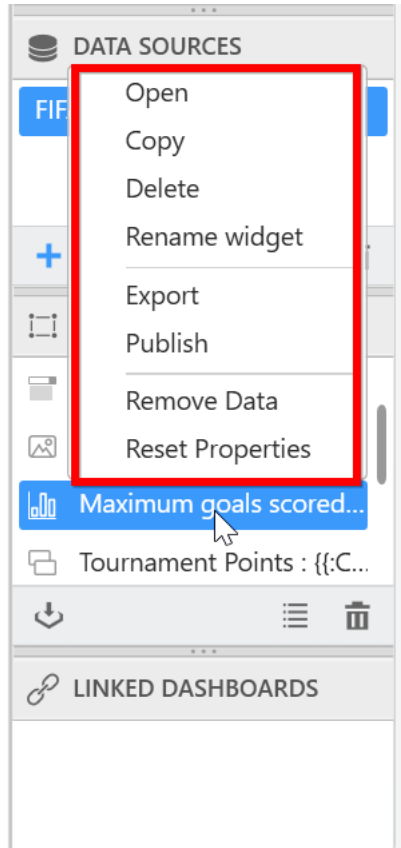 DATA SOURCES
FIF
Open
Copy
Delete
Rename widget
Export
Publish
Remove Data
Reset Properties
Maximum goals scored...
Tournament Points : {{:C...
LINKED DASHBOARDS